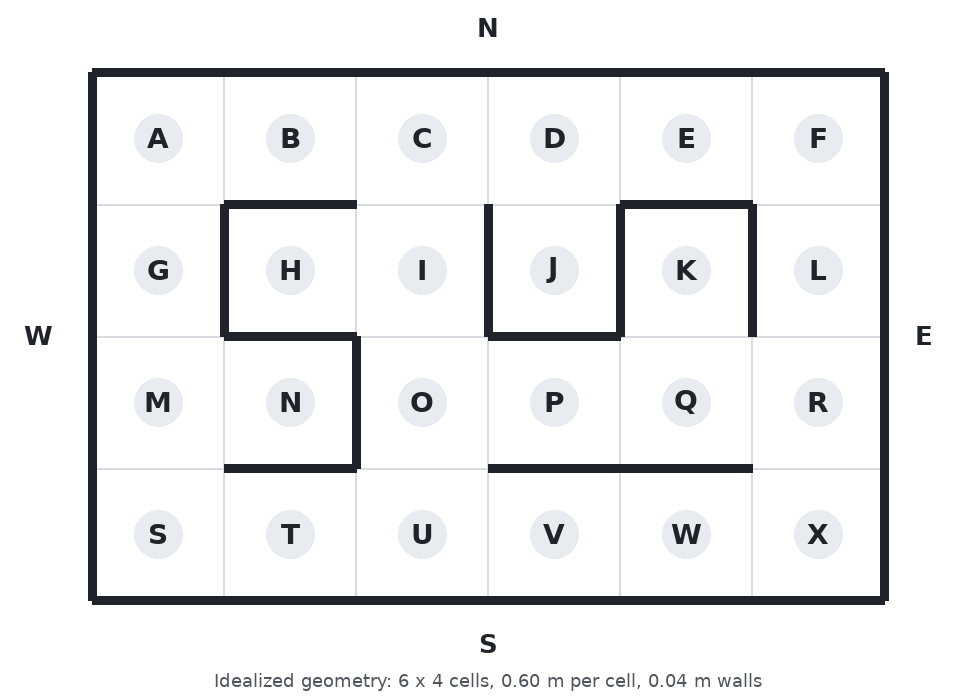 N
A B C D E F
G H I J K L
W E
M N O P Q R
S T U V W X
S
Idealized geometry: 6 x 4 cells, 0.60 m per cell, 0.04 m walls